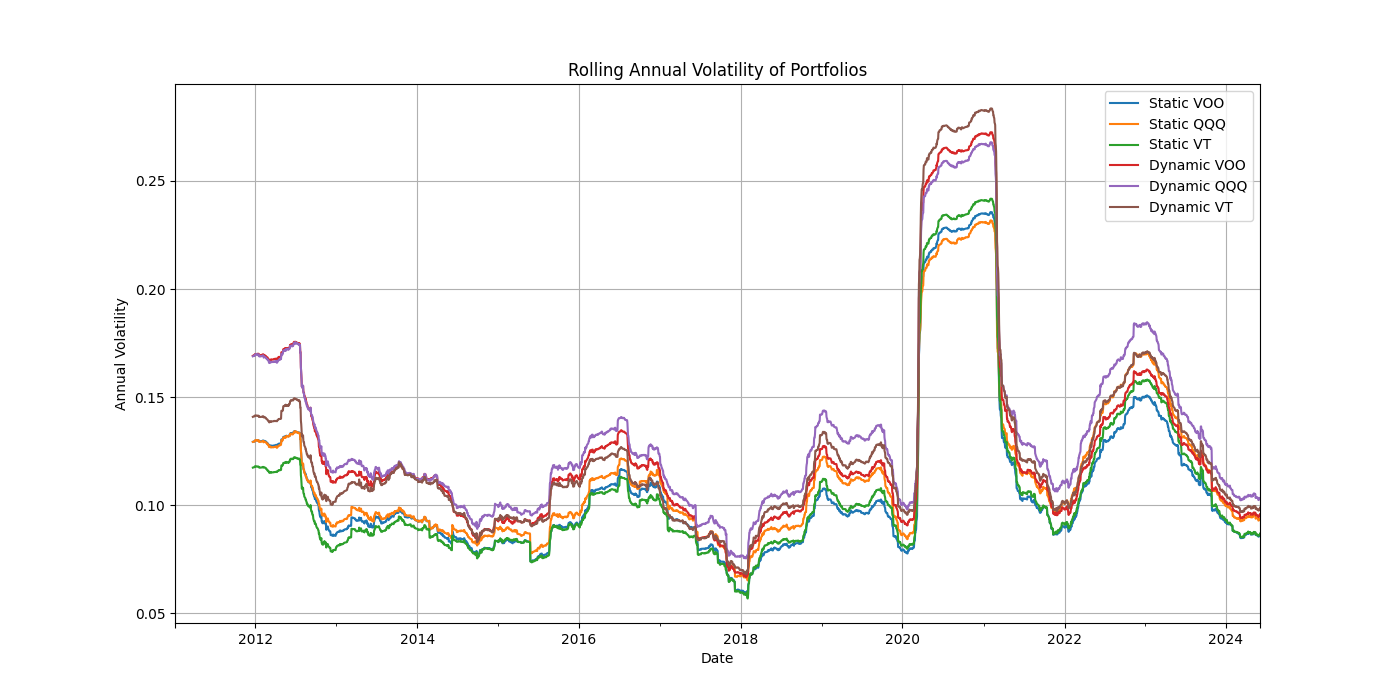 Rolling Annual Volatility of Portfolios
Static VOO
Static QQQ
Static VT
Dynamic VOO
Dynamic QQQ
Dynamic VT
Annual Volatility
0.25
0.20
0.15
0.10
0.05
2012 2014 2016 2018 2020 2022 2024
Date